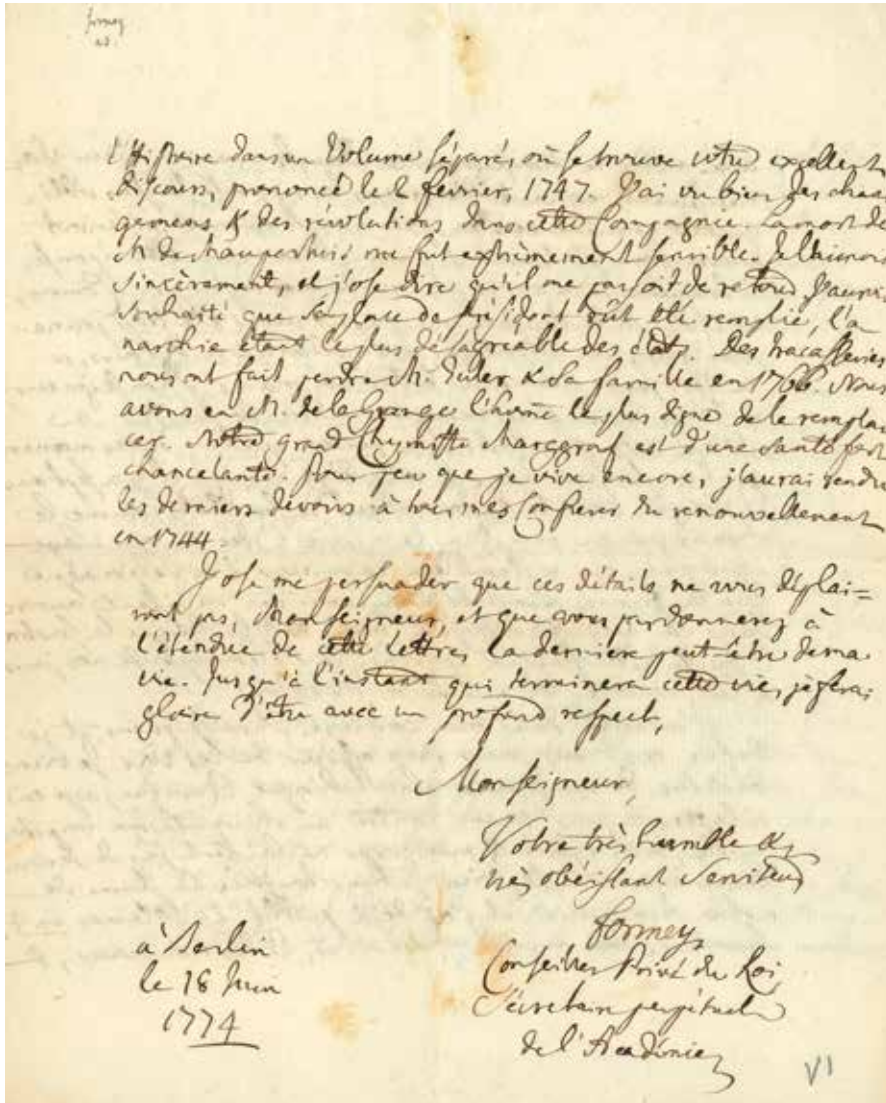 formey
l'Histoire dans un Volume séparé, où se trouve votre excellent
discours, prononcé le 2 février, 1747. J'ai vu bien des chan
gemens & des révolutions dans cette Compagnie. La mort de
M. de Maupertuis me fut extrêmement sensible. Je l'aimois
sincèrement, et j'ose dire qu'il me païoit de retour. J'aurois
souhaité que sa place de Président eût été remplie, l'a
narchie étant le plus désagréable des états. Des tracasseries
nous ont fait perdre M. Euler & sa famille en 1766. Nous
avons en M. de la Grange l'hom̃e le plus digne de le rempla
cer. Notre grand Chymiste Marggraf est d'une santé fort
chancelante. Pour peu que je vive encore, j'aurai rendu
les derniers devoirs à tous mes Confreres du renouvellement
en 1744.
J'ose me persuader que ces détails ne vous déplai=
ront pas, Monseigneur, et que vous pardonnerez à
l'étendue de cette Lettre, la derniere peut-être de ma
vie. Jusqu'à l'instant qui terminera cette vie, je ferai
gloire d'être avec un profond respect,
Monseigneur,
Votre très humble &
très obéissant Serviteur
formey,
Conseiller Privé du Roi,
Sécretaire perpétuel
de l'Académie
à Berlin
le 18 Juin
1774
VI